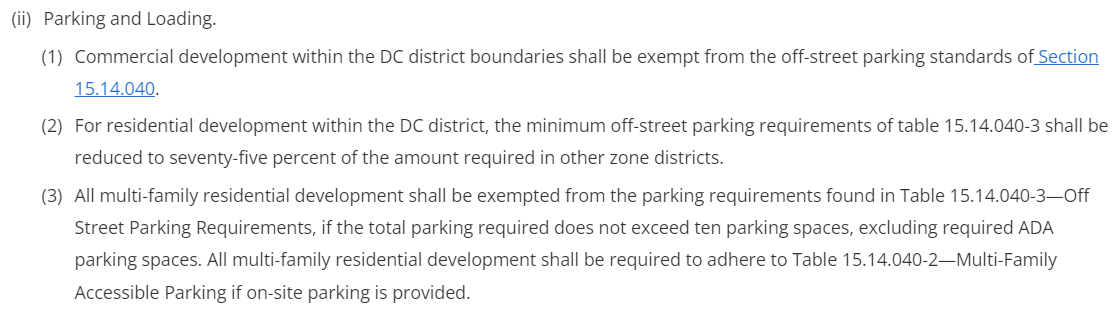 (ii) Parking and Loading.
(1) Commercial development within the DC district boundaries shall be exempt from the off-street parking standards of Section
15.14.040.
(2) For residential development within the DC district, the minimum off-street parking requirements of table 15.14.040-3 shall be
reduced to seventy-five percent of the amount required in other zone districts.
(3) All multi-family residential development shall be exempted from the parking requirements found in Table 15.14.040-3—Off
Street Parking Requirements, if the total parking required does not exceed ten parking spaces, excluding required ADA
parking spaces. All multi-family residential development shall be required to adhere to Table 15.14.040-2—Multi-Family
Accessible Parking if on-site parking is provided.